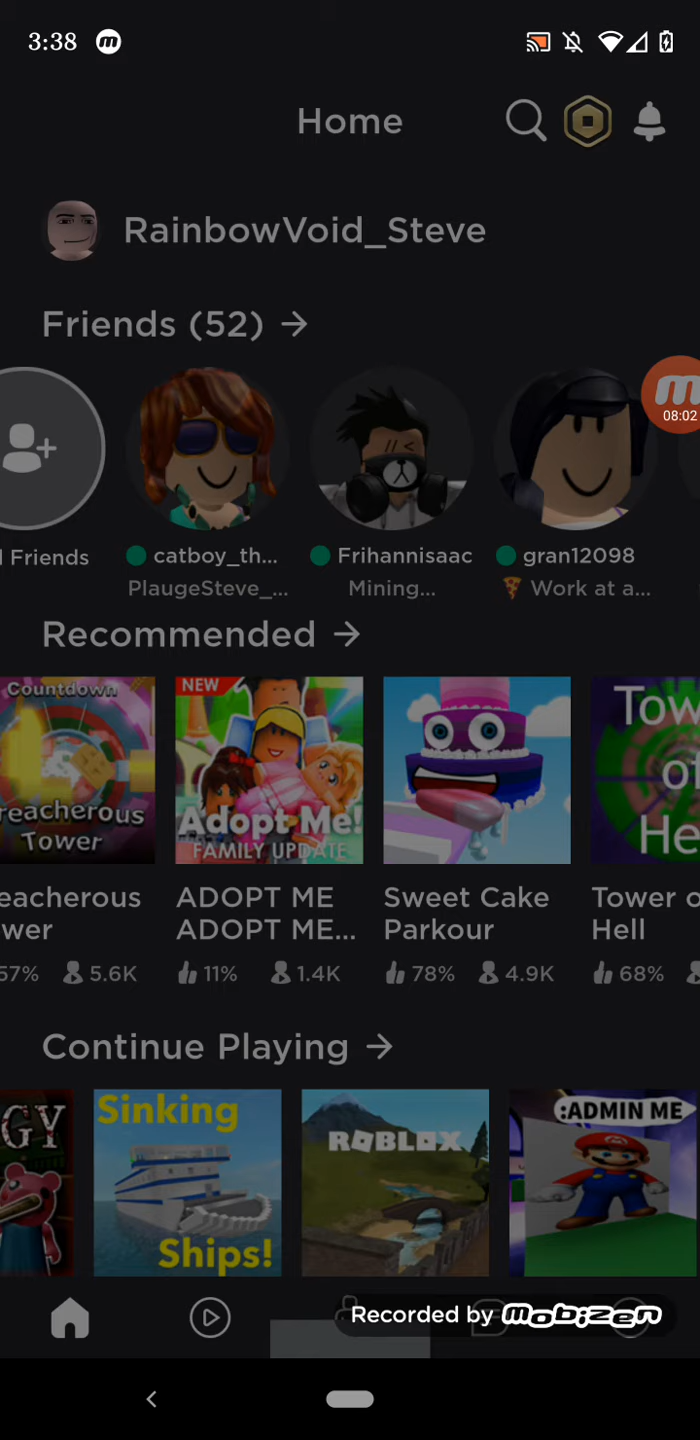 3:38
Home
RainbowVoid_Steve
Friends (52)
08:02
Friends
catboy_th...
Frihannisaac
gran12098
PlaugeSteve_...
Mining...
Work at a...
Recommended
Countdown
reacherous
Tower
NEW
Adopt Me!
FAMILY UPDATE
Tow
of
He
eacherous
wer
ADOPT ME
ADOPT ME...
Sweet Cake
Parkour
Tower o
Hell
57%
5.6K
11%
1.4K
78%
4.9K
68%
Continue Playing
GY
Sinking
Ships!
ROBLOX
:ADMIN ME
Recorded by mobizen